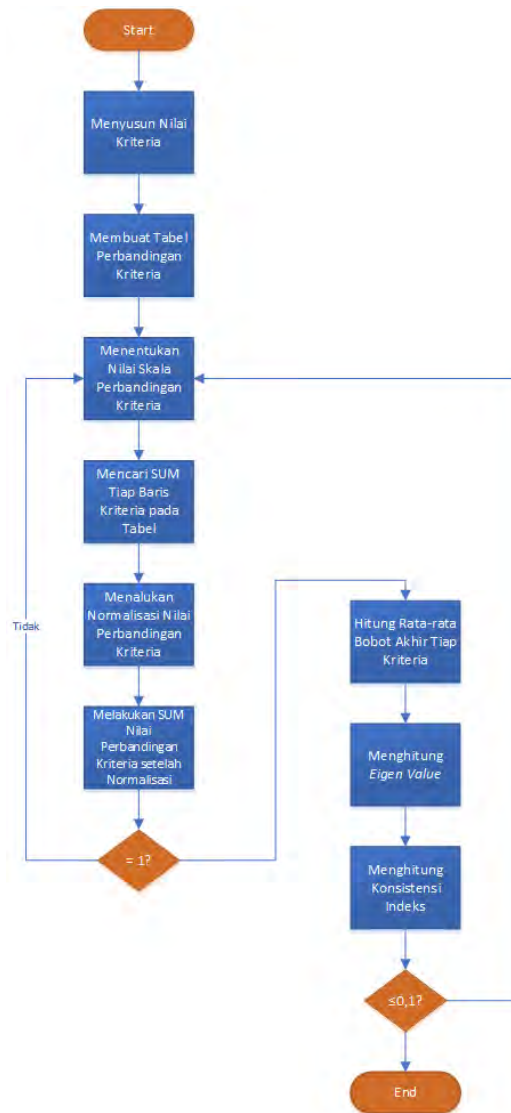 Start
Menyusun Nilai
Kriteria
Membuat Tabel
Perbandingan
Kriteria
Menentukan
Nilai Skala
Perbandingan
Kriteria
Mencari SUM
Tiap Baris
Kriteria pada
Tabel
Menalukan
Normalisasi Nilai
Perbandingan
Kriteria
Melakukan SUM
Nilai
Perbandingan
Kriteria setelah
Normalisasi
= 1?
Tidak
Hitung Rata-rata
Bobot Akhir Tiap
Kriteria
Menghitung
Eigen Value
Menghitung
Konsistensi
Indeks
≤0,1?
End